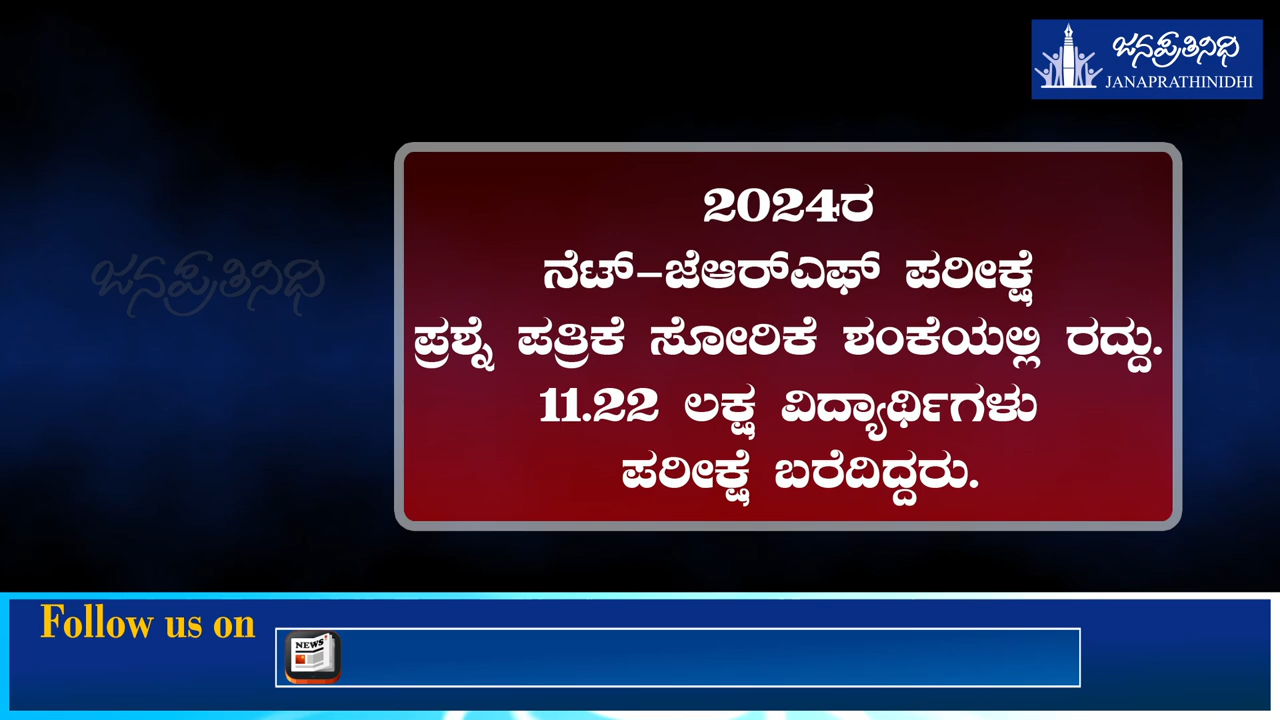 ಜನಪ್ರತಿನಿಧಿ
JANAPRATHINIDHI
2024ರ
ನೆಟ್-ಜೆಆರ್‌ಎಫ್ ಪರೀಕ್ಷೆ
ಪ್ರಶ್ನೆ ಪತ್ರಿಕೆ ಸೋರಿಕೆ ಶಂಕೆಯಲ್ಲಿ ರದ್ದು.
11.22 ಲಕ್ಷ ವಿದ್ಯಾರ್ಥಿಗಳು
ಪರೀಕ್ಷೆ ಬರೆದಿದ್ದರು.
ಜನಪ್ರತಿನಿಧಿ
Follow us on
NEWS